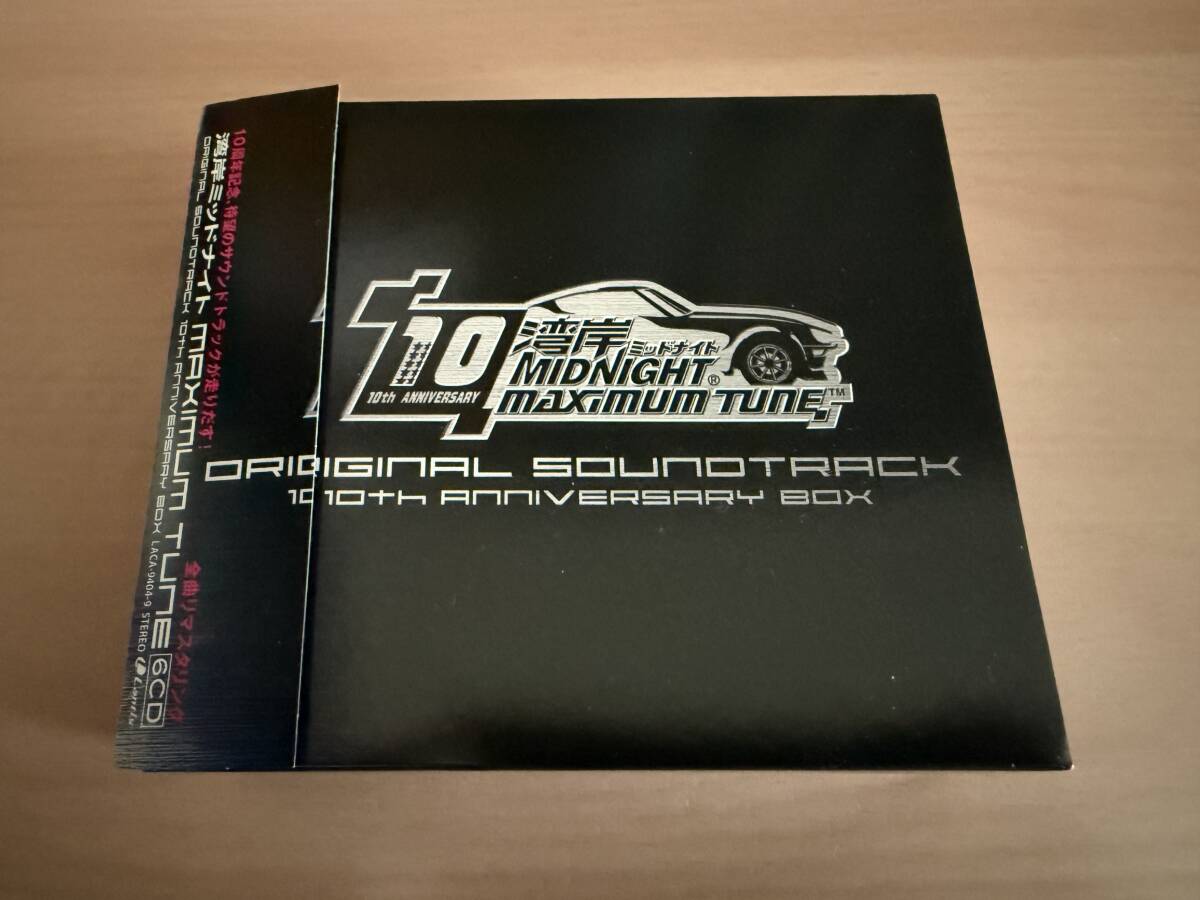 10周年記念、待望のサウンドトラックが走りだす!
湾岸ミッドナイト MAXIMUM TUNE
ORIGINAL SOUNDTRACK 10th ANNIVERSARY BOX
LACA-9404-9 STEREO
6CD
全曲リマスタリング
10
10th ANNIVERSARY
湾岸
ミッドナイト
MIDNIGHT®
MAXIMUM TUNE™
ORIGINAL SOUNDTRACK
10th ANNIVERSARY BOX